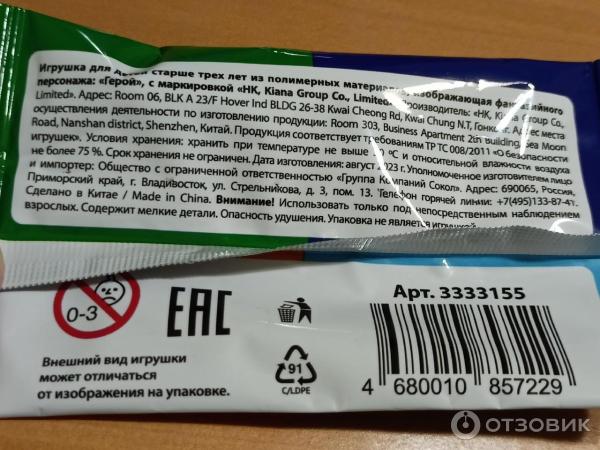 Игрушка для детей старше трех лет из полимерных материалов, изображающая фантазийного
персонажа: «Герой», с маркировкой «HK, Kiana Group Co., Limited». Производитель: «HK, Kiana Group Co.,
Limited». Адрес: Room 06, BLK A 23/F Hover Ind BLDG 26-38 Kwai Cheong Rd, Kwai Chung N.T, Гонконг. Адрес места
осуществления деятельности по изготовлению продукции: Room 303, Business Apartment 2th Building, Sea Moon
Road, Nanshan district, Shenzhen, Китай. Продукция соответствует требованиям ТР ТС 008/2011 «О безопасности
игрушек». Условия хранения: хранить при температуре не выше °С и относительной влажности воздуха
не более 75 %. Срок хранения не ограничен. Дата изготовления: август г. Уполномоченное изготовителем лицо
и импортер: Общество с ограниченной ответственностью «Группа Компаний Сокол». Адрес: 690065, Россия,
Приморский край, г. Владивосток, ул. Стрельникова, д. 3, пом. 13. Телефон горячей линии: +7(495)133-87-41.
Сделано в Китае / Made in China. Внимание! Использовать только под непосредственным наблюдением
взрослых. Содержит мелкие детали. Опасность удушения. Упаковка не является игрушкой.
0-3
EAC
91
C/LDPE
Арт. 3333155
4 680010 857229
Внешний вид игрушки
может отличаться
от изображения на упаковке.
ОТЗОВИК